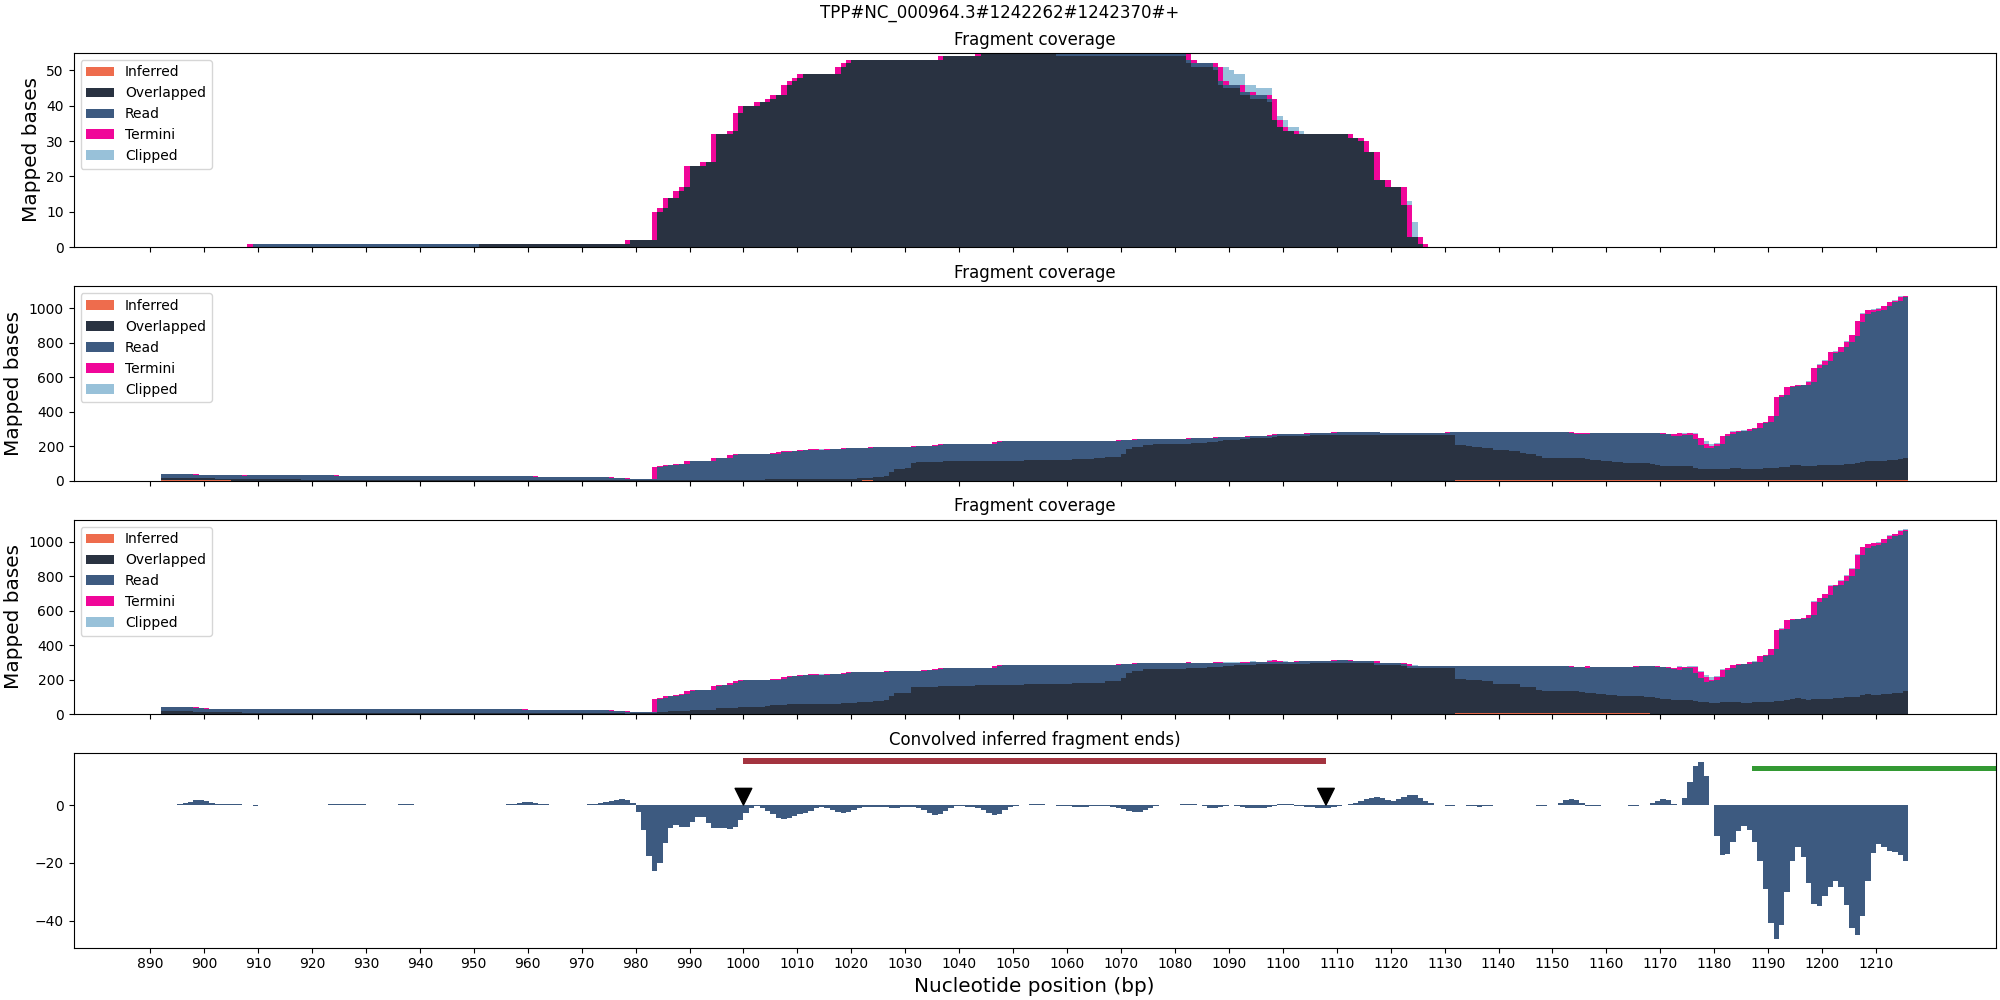 TPP#NC_000964.3#1242262#1242370#+
Fragment coverage
Mapped bases
50
40
30
20
10
0
Inferred
Overlapped
Read
Termini
Clipped
Fragment coverage
Mapped bases
1000
800
600
400
200
0
Inferred
Overlapped
Read
Termini
Clipped
Fragment coverage
Mapped bases
1000
800
600
400
200
0
Inferred
Overlapped
Read
Termini
Clipped
Convolved inferred fragment ends)
0
−20
−40
890 900 910 920 930 940 950 960 970 980 990 1000 1010 1020 1030 1040 1050 1060 1070 1080 1090 1100 1110 1120 1130 1140 1150 1160 1170 1180 1190 1200 1210
Nucleotide position (bp)